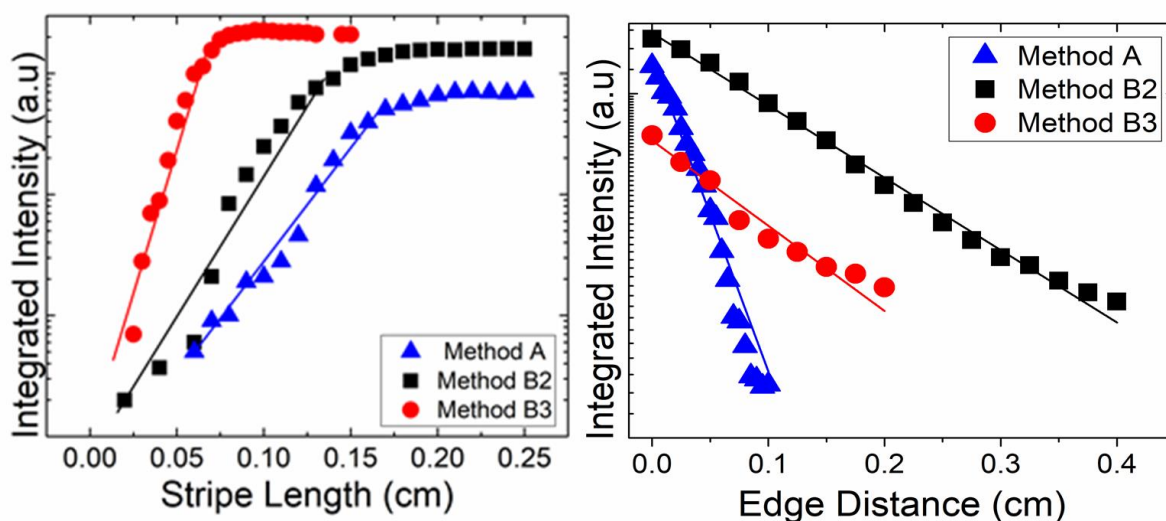 Integrated Intensity (a.u)
Method A
Method B2
Method B3
0.00 0.05 0.10 0.15 0.20 0.25
Stripe Length (cm)
Integrated Intensity (a.u)
Method A
Method B2
Method B3
0.0 0.1 0.2 0.3 0.4
Edge Distance (cm)